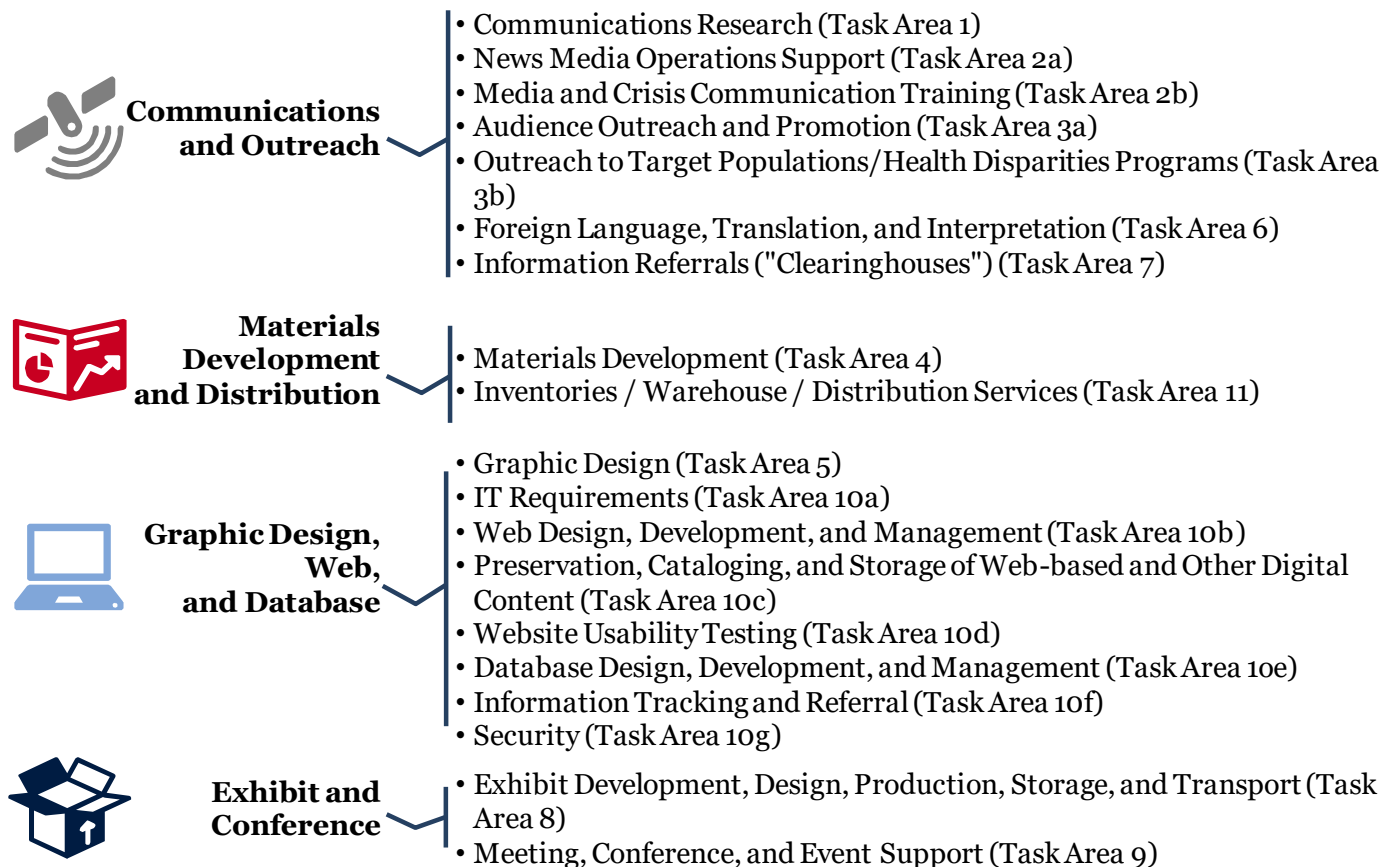 Communications
and Outreach
• Communications Research (Task Area 1)
• News Media Operations Support (Task Area 2a)
• Media and Crisis Communication Training (Task Area 2b)
• Audience Outreach and Promotion (Task Area 3a)
• Outreach to Target Populations/Health Disparities Programs (Task Area
3b)
• Foreign Language, Translation, and Interpretation (Task Area 6)
• Information Referrals ("Clearinghouses") (Task Area 7)
Materials
Development
and Distribution
• Materials Development (Task Area 4)
• Inventories / Warehouse / Distribution Services (Task Area 11)
Graphic Design,
Web,
and Database
• Graphic Design (Task Area 5)
• IT Requirements (Task Area 10a)
• Web Design, Development, and Management (Task Area 10b)
• Preservation, Cataloging, and Storage of Web-based and Other Digital
Content (Task Area 10c)
• Website Usability Testing (Task Area 10d)
• Database Design, Development, and Management (Task Area 10e)
• Information Tracking and Referral (Task Area 10f)
• Security (Task Area 10g)
Exhibit and
Conference
• Exhibit Development, Design, Production, Storage, and Transport (Task
Area 8)
• Meeting, Conference, and Event Support (Task Area 9)